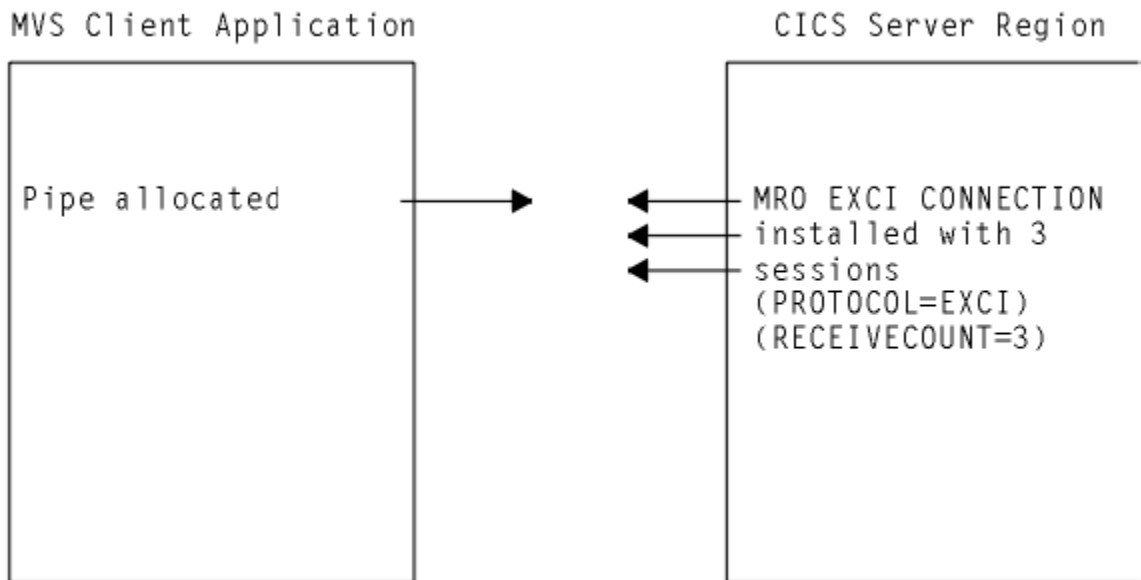 MVS Client Application
CICS Server Region
Pipe allocated
MRO EXCI CONNECTION
installed with 3
sessions
(PROTOCOL=EXCI)
(RECEIVECOUNT=3)